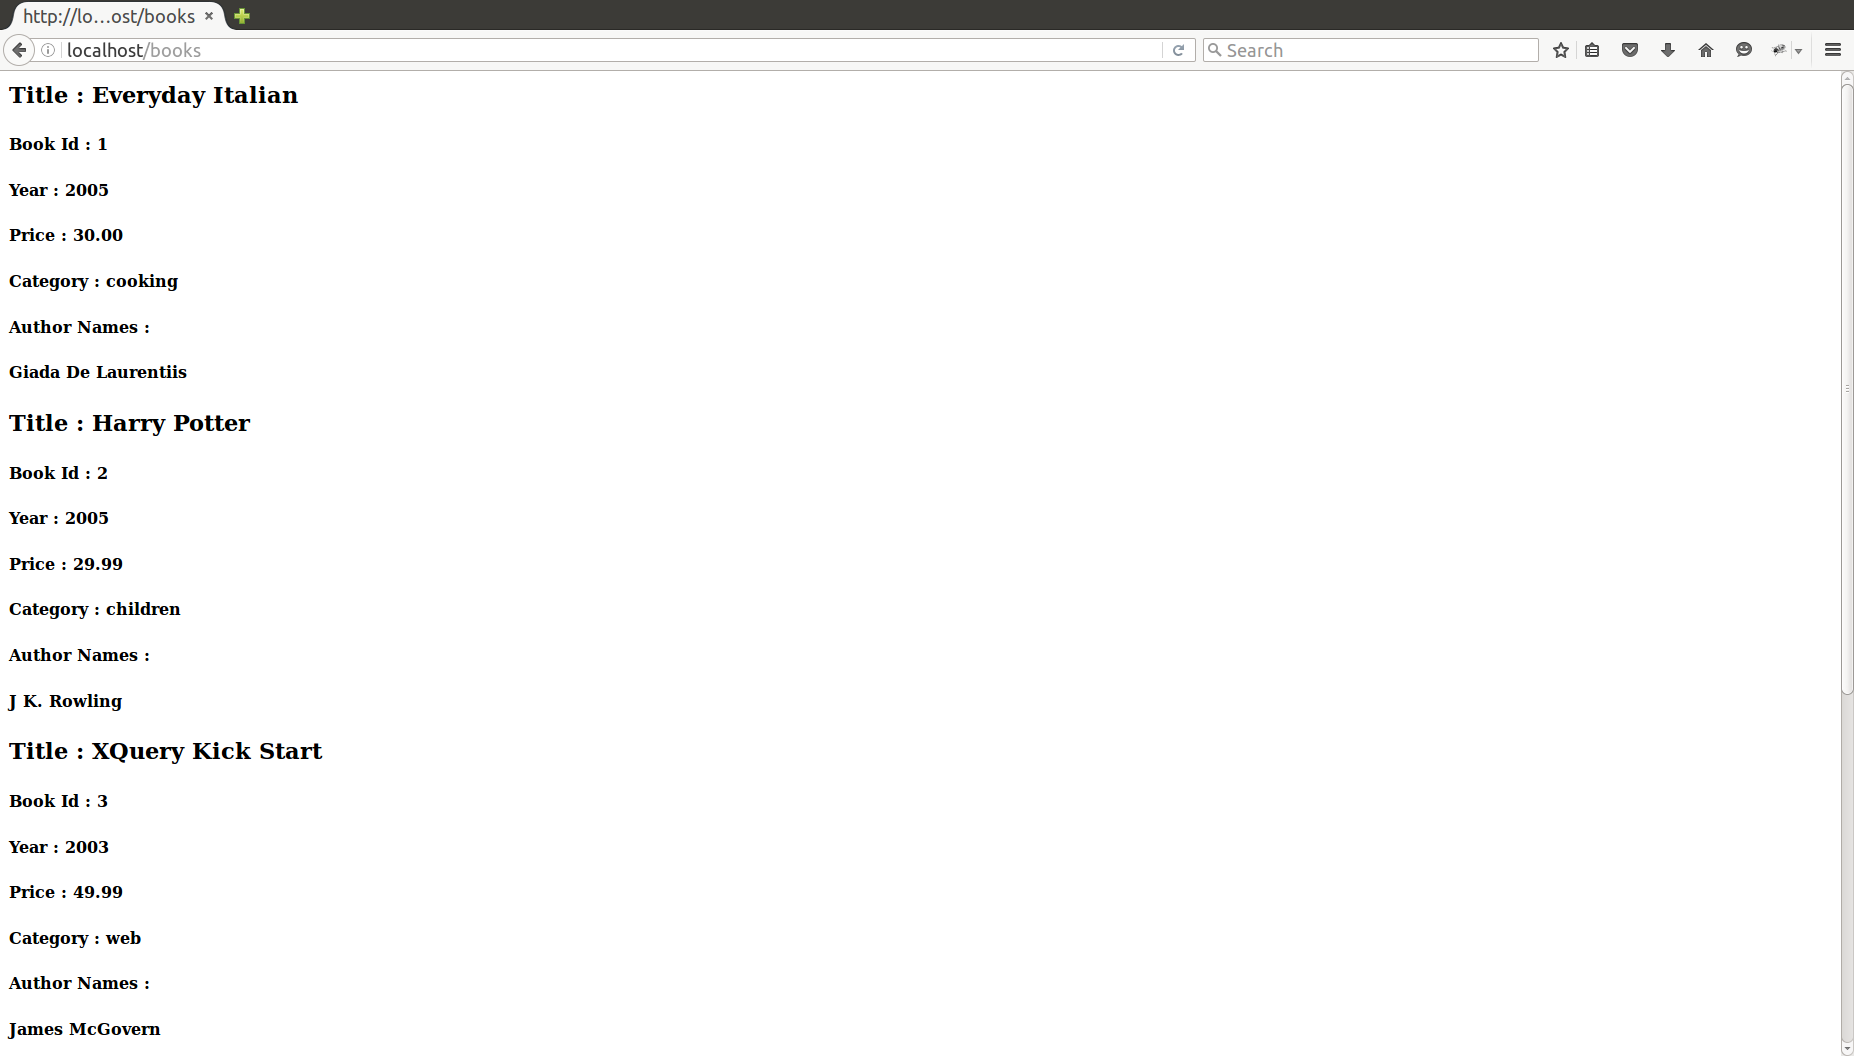 http://lo...ost/books
localhost/books
Search
Title : Everyday Italian
Book Id : 1
Year : 2005
Price : 30.00
Category : cooking
Author Names :
Giada De Laurentiis
Title : Harry Potter
Book Id : 2
Year : 2005
Price : 29.99
Category : children
Author Names :
J K. Rowling
Title : XQuery Kick Start
Book Id : 3
Year : 2003
Price : 49.99
Category : web
Author Names :
James McGovern